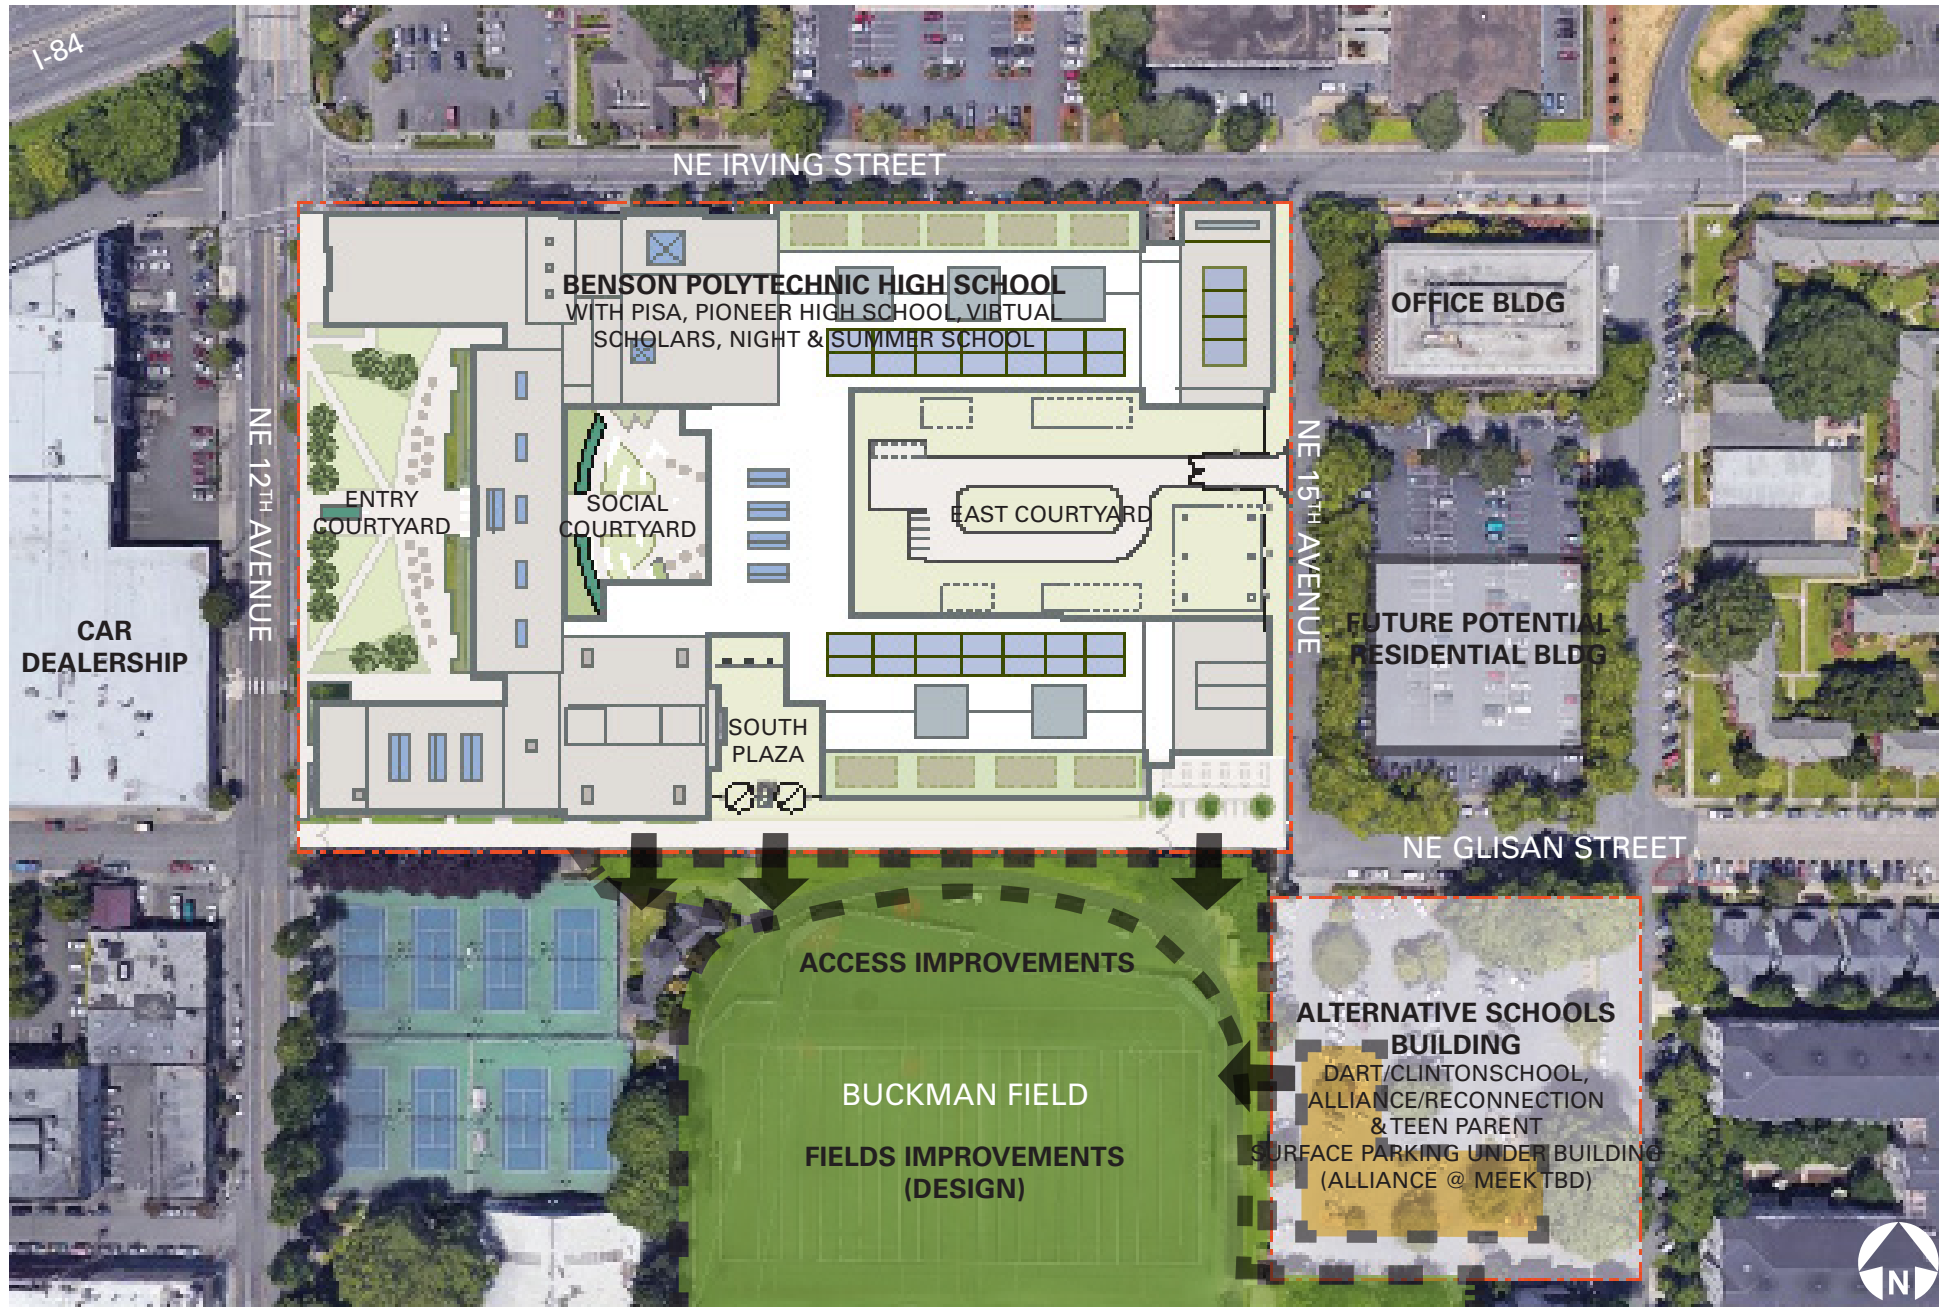 I-84
NE IRVING STREET
BENSON POLYTECHNIC HIGH SCHOOL
WITH PISA, PIONEER HIGH SCHOOL, VIRTUAL
SCHOLARS, NIGHT & SUMMER SCHOOL
OFFICE BLDG
NE 12TH AVENUE
ENTRY
COURTYARD
SOCIAL
COURTYARD
EAST COURTYARD
NE 15TH AVENUE
CAR
DEALERSHIP
FUTURE POTENTIAL
RESIDENTIAL BLDG
SOUTH
PLAZA
NE GLISAN STREET
ACCESS IMPROVEMENTS
ALTERNATIVE SCHOOLS
BUILDING
DART/CLINTONSCHOOL,
ALLIANCE/RECONNECTION
& TEEN PARENT
SURFACE PARKING UNDER BUILDING
(ALLIANCE @ MEEK TBD)
BUCKMAN FIELD
FIELDS IMPROVEMENTS
(DESIGN)
N